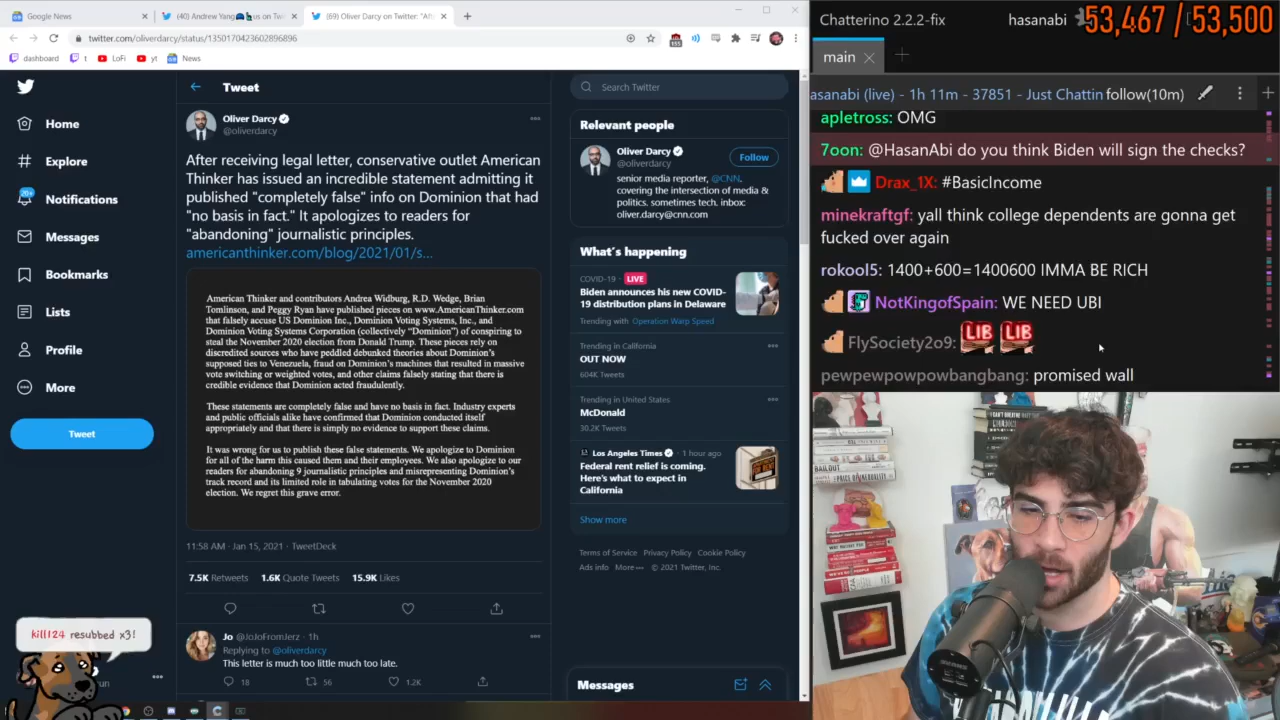 Google News
(40) Andrew Yang us on Tw
(69) Oliver Darcy on Twitter: "Aft
twitter.com/oliverdarcy/status/1350170423602896896
dashboard
t
LoFi
yt
News
Home
Explore
20+
Notifications
Messages
Bookmarks
Lists
Profile
More
Tweet
Tweet
Oliver Darcy
@oliverdarcy
After receiving legal letter, conservative outlet American
Thinker has issued an incredible statement admitting it
published "completely false" info on Dominion that had
"no basis in fact." It apologizes to readers for
"abandoning" journalistic principles.
americanthinker.com/blog/2021/01/s...
American Thinker and contributors Andrea Widburg, R.D. Wedge, Brian
Tomlinson, and Peggy Ryan have published pieces on www.AmericanThinker.com
that falsely accuse US Dominion Inc., Dominion Voting Systems, Inc., and
Dominion Voting Systems Corporation (collectively "Dominion") of conspiring to
steal the November 2020 election from Donald Trump. These pieces rely on
discredited sources who have peddled debunked theories about Dominion's
supposed ties to Venezuela, fraud on Dominion's machines that resulted in massive
vote switching or weighted votes, and other claims falsely stating that there is
credible evidence that Dominion acted fraudulently.
These statements are completely false and have no basis in fact. Industry experts
and public officials alike have confirmed that Dominion conducted itself
appropriately and that there is simply no evidence to support these claims.
It was wrong for us to publish these false statements. We apologize to Dominion
for all of the harm this caused them and their employees. We also apologize to our
readers for abandoning 9 journalistic principles and misrepresenting Dominion's
track record and its limited role in tabulating votes for the November 2020
election. We regret this grave error.
11:58 AM · Jan 15, 2021 · TweetDeck
7.5K Retweets 1.6K Quote Tweets 15.9K Likes
Jo @JoJoFromJerz · 1h
Replying to @oliverdarcy
This letter is much too little much too late.
18 56 1.2K
kill124 resubbed x3!
Search Twitter
Relevant people
Oliver Darcy
@oliverdarcy
Follow
senior media reporter, @CNN.
covering the intersection of media &
politics. sometimes tech. inbox:
oliver.darcy@cnn.com
What's happening
COVID-19 · LIVE
Biden announces his new COVID-
19 distribution plans in Delaware
Trending with Operation Warp Speed
Trending in California
OUT NOW
604K Tweets
Trending in United States
McDonald
30.2K Tweets
Los Angeles Times · 1 hour ago
Federal rent relief is coming.
Here's what to expect in
California
Show more
Terms of Service Privacy Policy Cookie Policy
Ads info More © 2021 Twitter, Inc.
Messages
Chatterino 2.2.2-fix
hasanabi
53,467 / 53,500
main
asanabi (live) - 1h 11m - 37851 - Just Chattin follow(10m)
apletross: OMG
7oon: @HasanAbi do you think Biden will sign the checks?
Drax_1X: #BasicIncome
minekraftgf: yall think college dependents are gonna get
fucked over again
rokool5: 1400+600=1400600 IMMA BE RICH
NotKingofSpain: WE NEED UBI
FlySociety2o9: LIB LIB
pewpewpowpowbangbang: promised wall